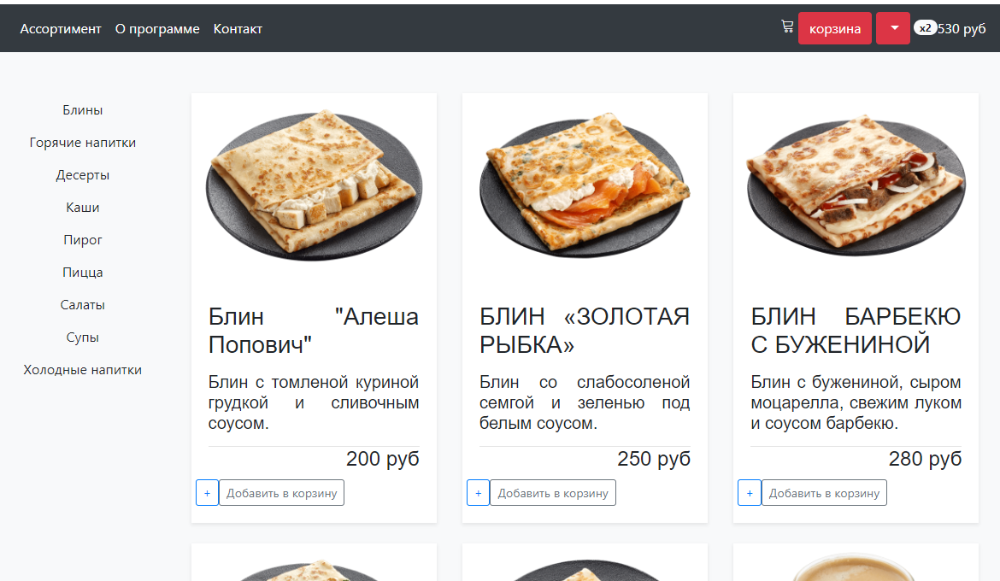 Ассортимент О программе Контакт корзина x2 530 руб
Блины
Горячие напитки
Десерты
Каши
Пирог
Пицца
Салаты
Супы
Холодные напитки
Блин "Алеша
Попович"
Блин с томленой куриной
грудкой и сливочным
соусом.
200 руб
+ Добавить в корзину
БЛИН «ЗОЛОТАЯ
РЫБКА»
Блин со слабосоленой
семгой и зеленью под
белым соусом.
250 руб
+ Добавить в корзину
БЛИН БАРБЕКЮ
С БУЖЕНИНОЙ
Блин с бужениной, сыром
моцарелла, свежим луком
и соусом барбекю.
280 руб
+ Добавить в корзину